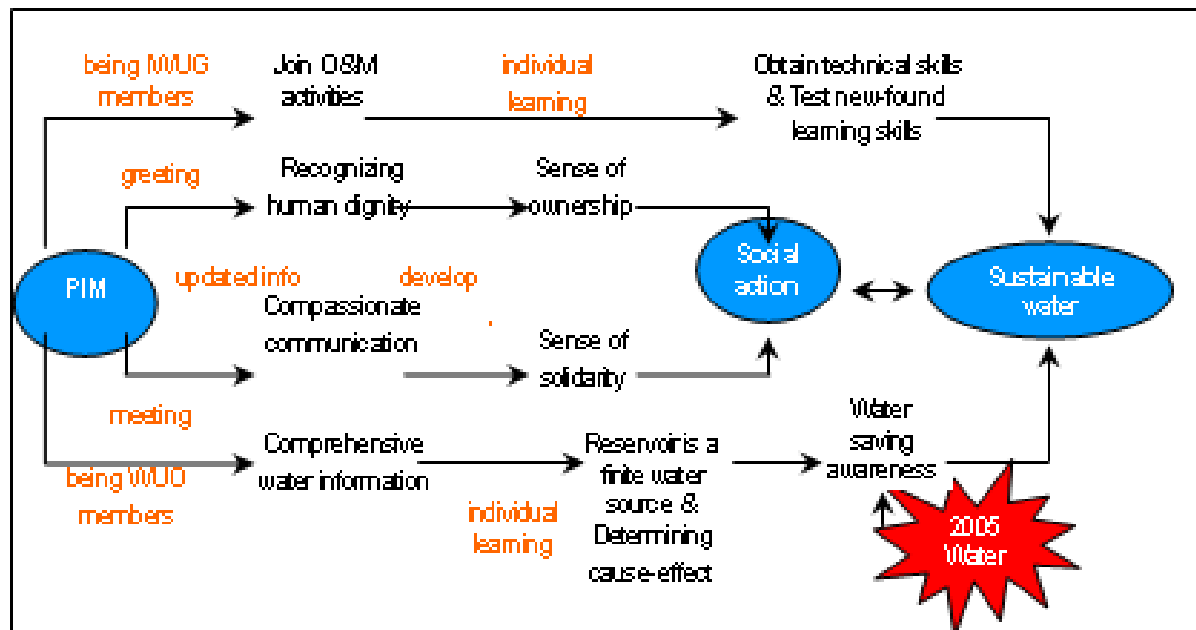 being IWUG
members
Join O&M
activities
individual
learning
Obtain technical skills
& Test new-found
learning skills
greeting
Recognizing
human dignity
Sense of
ownership
PIM
updated info
develop
Compassionate
communication
Sense of
solidarity
Social
action
Sustainable
water
meeting
being WUO
members
Comprehensive
water information
individual
learning
Reservoir is a
finite water
source &
Determining
cause-effect
Water
saving
awareness
2005
Water